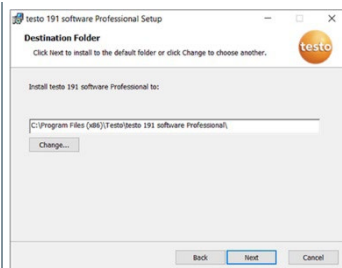 testo 191 software Professional Setup
Destination Folder
Click Next to install to the default folder or click Change to choose another.
testo
Install testo 191 software Professional to:
C:\Program Files (x86)\Testo\testo 191 software Professional\
Change...
Back Next Cancel